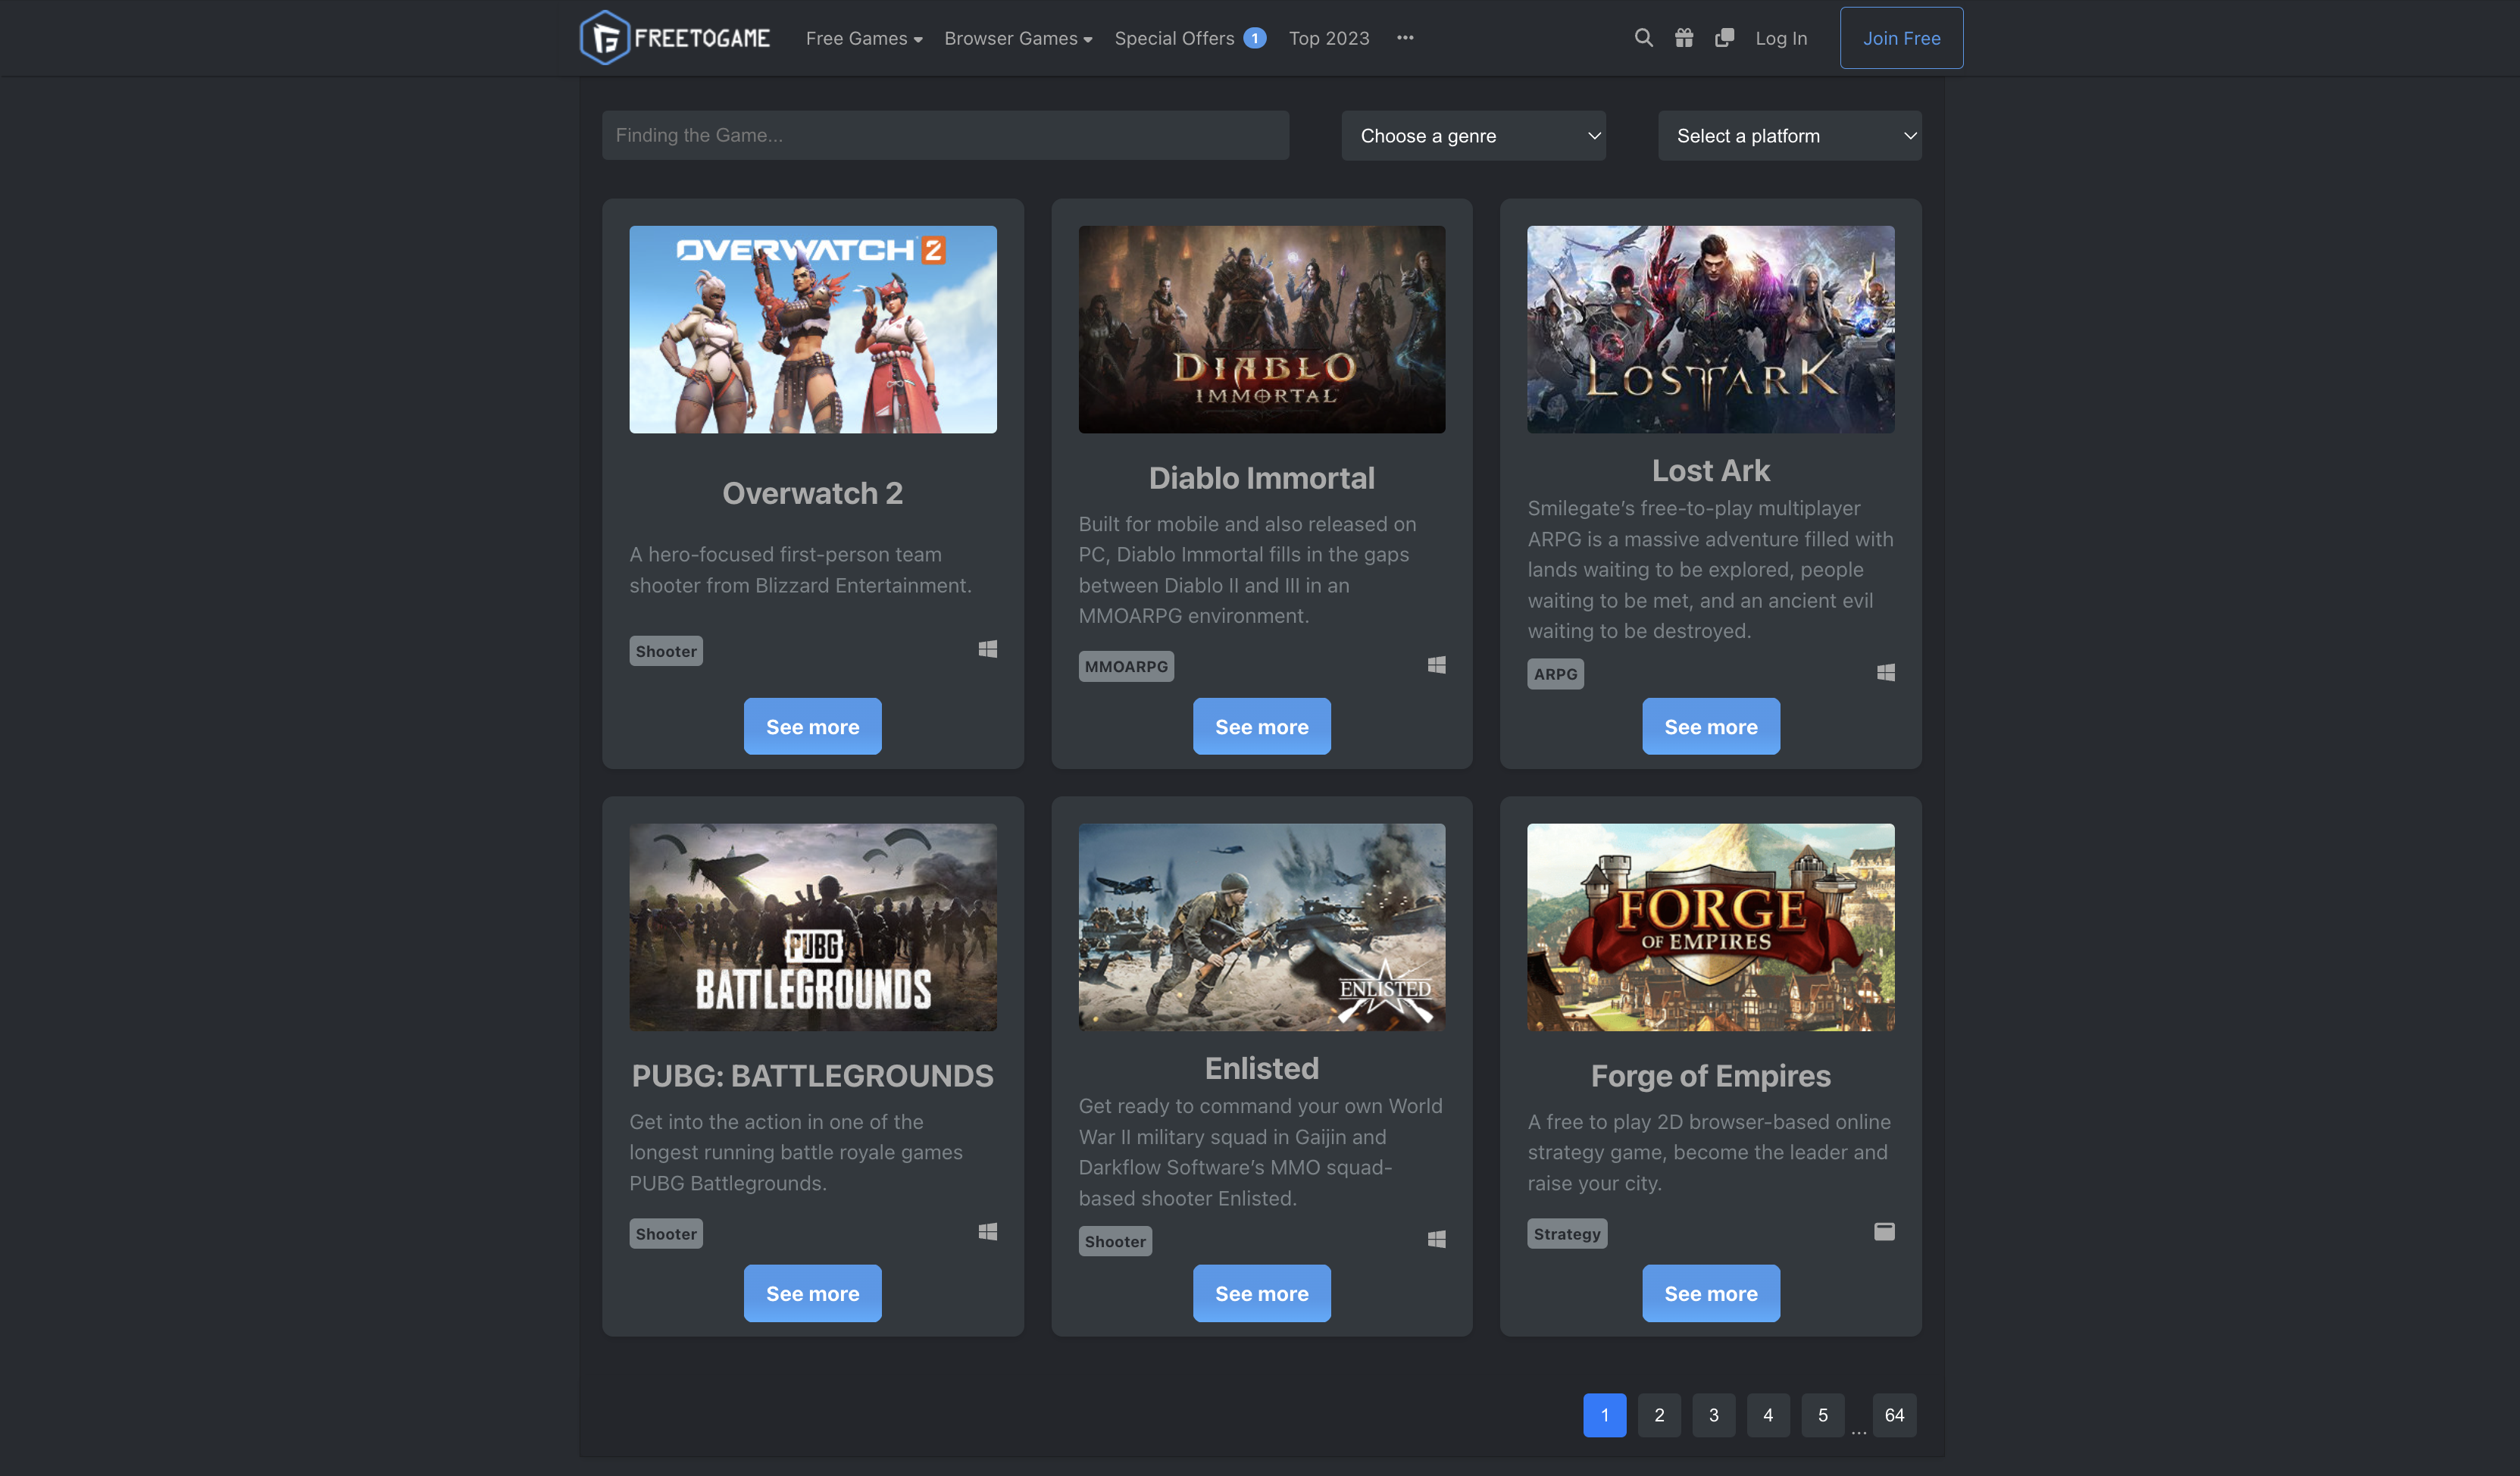 FREETOGAME
Free Games
Browser Games
Special Offers 1
Top 2023
Log In
Join Free
Finding the Game...
Choose a genre
Select a platform
OVERWATCH 2
DIABLO
IMMORTAL
LOST ARK
Overwatch 2
A hero-focused first-person team
shooter from Blizzard Entertainment.
Shooter
See more
Diablo Immortal
Built for mobile and also released on
PC, Diablo Immortal fills in the gaps
between Diablo II and III in an
MMOARPG environment.
MMOARPG
See more
Lost Ark
Smilegate’s free-to-play multiplayer
ARPG is a massive adventure filled with
lands waiting to be explored, people
waiting to be met, and an ancient evil
waiting to be destroyed.
ARPG
See more
PUBG
BATTLEGROUNDS
ENLISTED
FORGE
OF EMPIRES
PUBG: BATTLEGROUNDS
Get into the action in one of the
longest running battle royale games
PUBG Battlegrounds.
Shooter
See more
Enlisted
Get ready to command your own World
War II military squad in Gaijin and
Darkflow Software’s MMO squad-
based shooter Enlisted.
Shooter
See more
Forge of Empires
A free to play 2D browser-based online
strategy game, become the leader and
raise your city.
Strategy
See more
1 2 3 4 5 ... 64